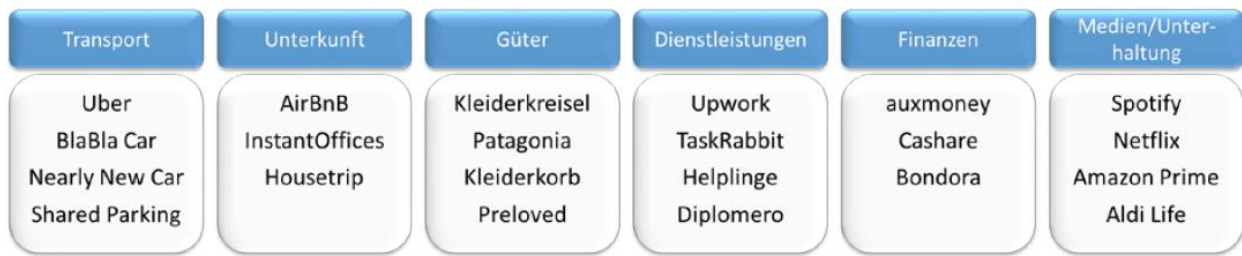 Transport
Uber
BlaBla Car
Nearly New Car
Shared Parking
Unterkunft
AirBnB
InstantOffices
Housetrip
Güter
Kleiderkreisel
Patagonia
Kleiderkorb
Preloved
Dienstleistungen
Upwork
TaskRabbit
Helplinge
Diplomero
Finanzen
auxmoney
Cashare
Bondora
Medien/Unter-
haltung
Spotify
Netflix
Amazon Prime
Aldi Life